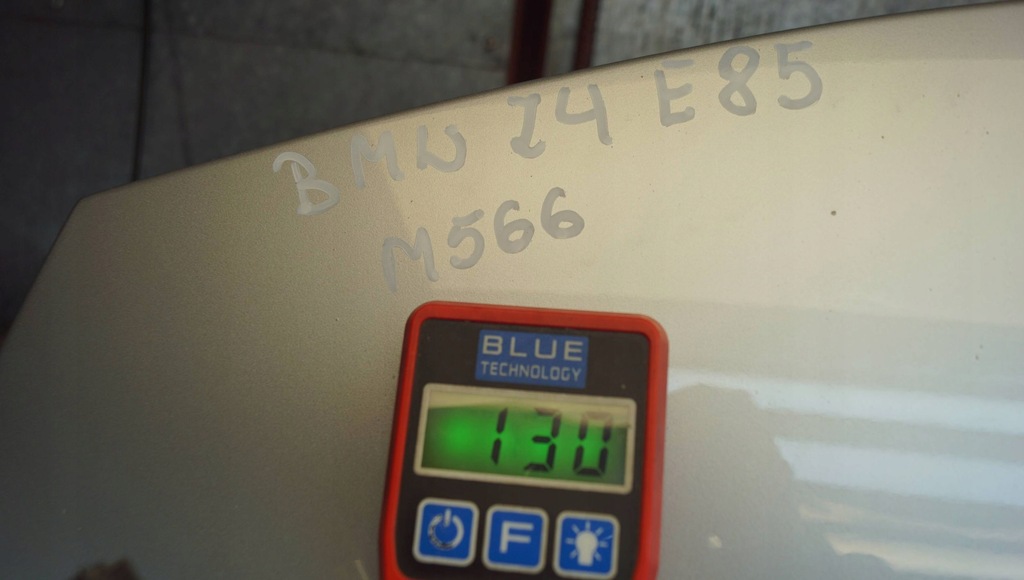 BMW Z4 E85
M566
BLUE
TECHNOLOGY
130
F